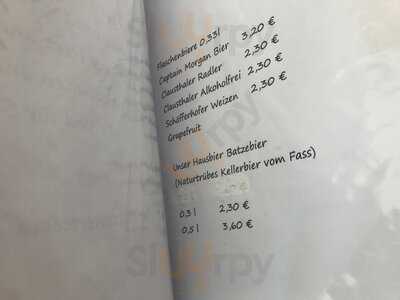 Flaschenbiere 0,33l
Captain Morgan Bier 3,20 €
Clausthaler Radler 2,30 €
Clausthaler Alkoholfrei 2,30 €
Schöfferhofer Weizen 2,30 €
Grapefruit
Unser Hausbier Batzebier
(Naturtrübes Kellerbier vom Fass)
0,3 l 2,30 €
0,5 l 3,60 €
Sluurpy